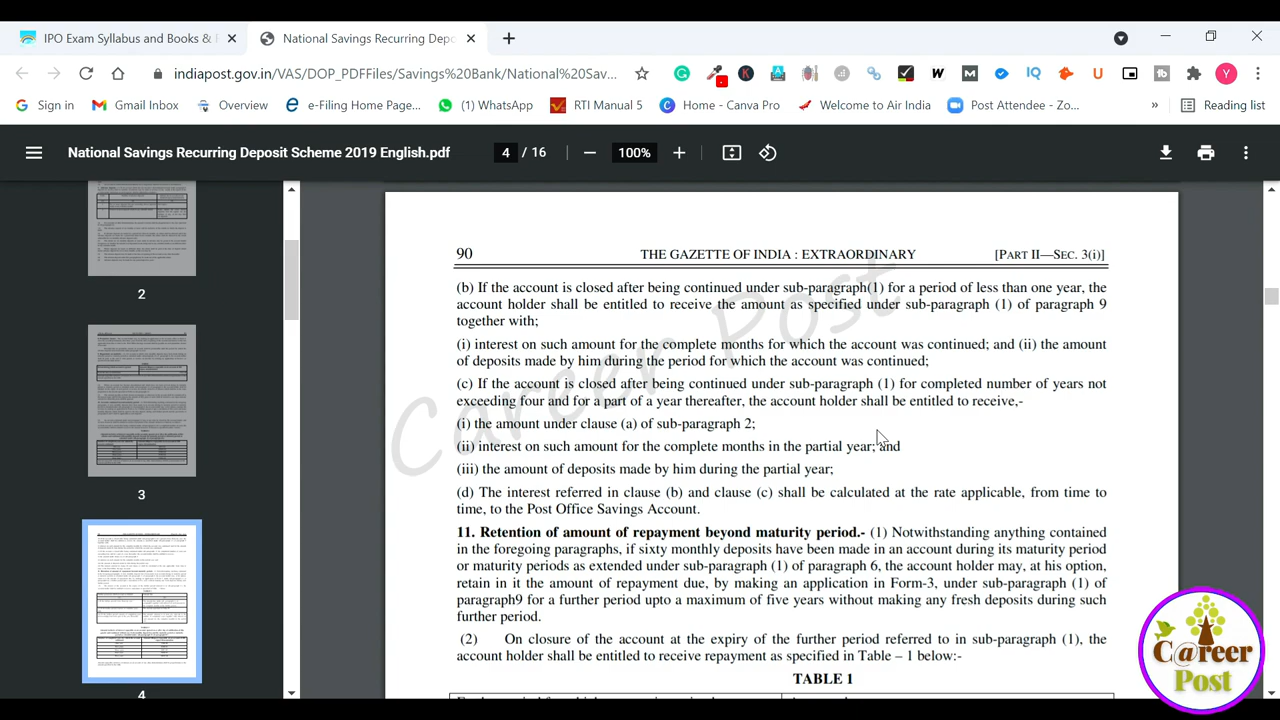 IPO Exam Syllabus and Books &
National Savings Recurring Depo
indiapost.gov.in/VAS/DOP_PDFFiles/Savings%20Bank/National%20Sav...
Sign in
Gmail Inbox
Overview
e-Filing Home Page...
(1) WhatsApp
RTI Manual 5
Home - Canva Pro
Welcome to Air India
Post Attendee - Zo...
»
Reading list
National Savings Recurring Deposit Scheme 2019 English.pdf
4 / 16
100%
2
3
4
90 THE GAZETTE OF INDIA : EXTRAORDINARY [PART II—SEC. 3(i)]
(b) If the account is closed after being continued under sub-paragraph(1) for a period of less than one year, the
account holder shall be entitled to receive the amount as specified under sub-paragraph (1) of paragraph 9
together with;
(i) interest on such amount for the complete months for which the account was continued; and (ii) the amount
of deposits made by him during the period for which the account was continued;
(c) If the account is closed after being continued under sub-paragraph (1) for completed number of years not
exceeding four and for a part of a year thereafter, the account holder shall be entitled to receive,-
(i) the amount under clause (a) of sub-paragraph 2;
(ii) interest on such amount for the complete months in the partial year; and
(iii) the amount of deposits made by him during the partial year;
(d) The interest referred in clause (b) and clause (c) shall be calculated at the rate applicable, from time to
time, to the Post Office Savings Account.
11. Retention of amount of repayment beyond maturity period.- (1) Notwithstanding anything contained
in the foregoing paragraphs, if sixty monthly deposits have been made in an account during its maturity period
or maturity periods as extended under sub-paragraph (1) of paragraph 6, the account holder may, at his option,
retain in it the amount of repayment due, by making an application in Form-3, under sub-paragraph (1) of
paragraph9 for a further period upto a maximum of five years without making any fresh deposits during such
further period.
(2) On closure of the account at the expiry of the further period referred to in sub-paragraph (1), the
account holder shall be entitled to receive repayment as specified in Table – 1 below:-
TABLE 1
Career Post
C@reer
Post